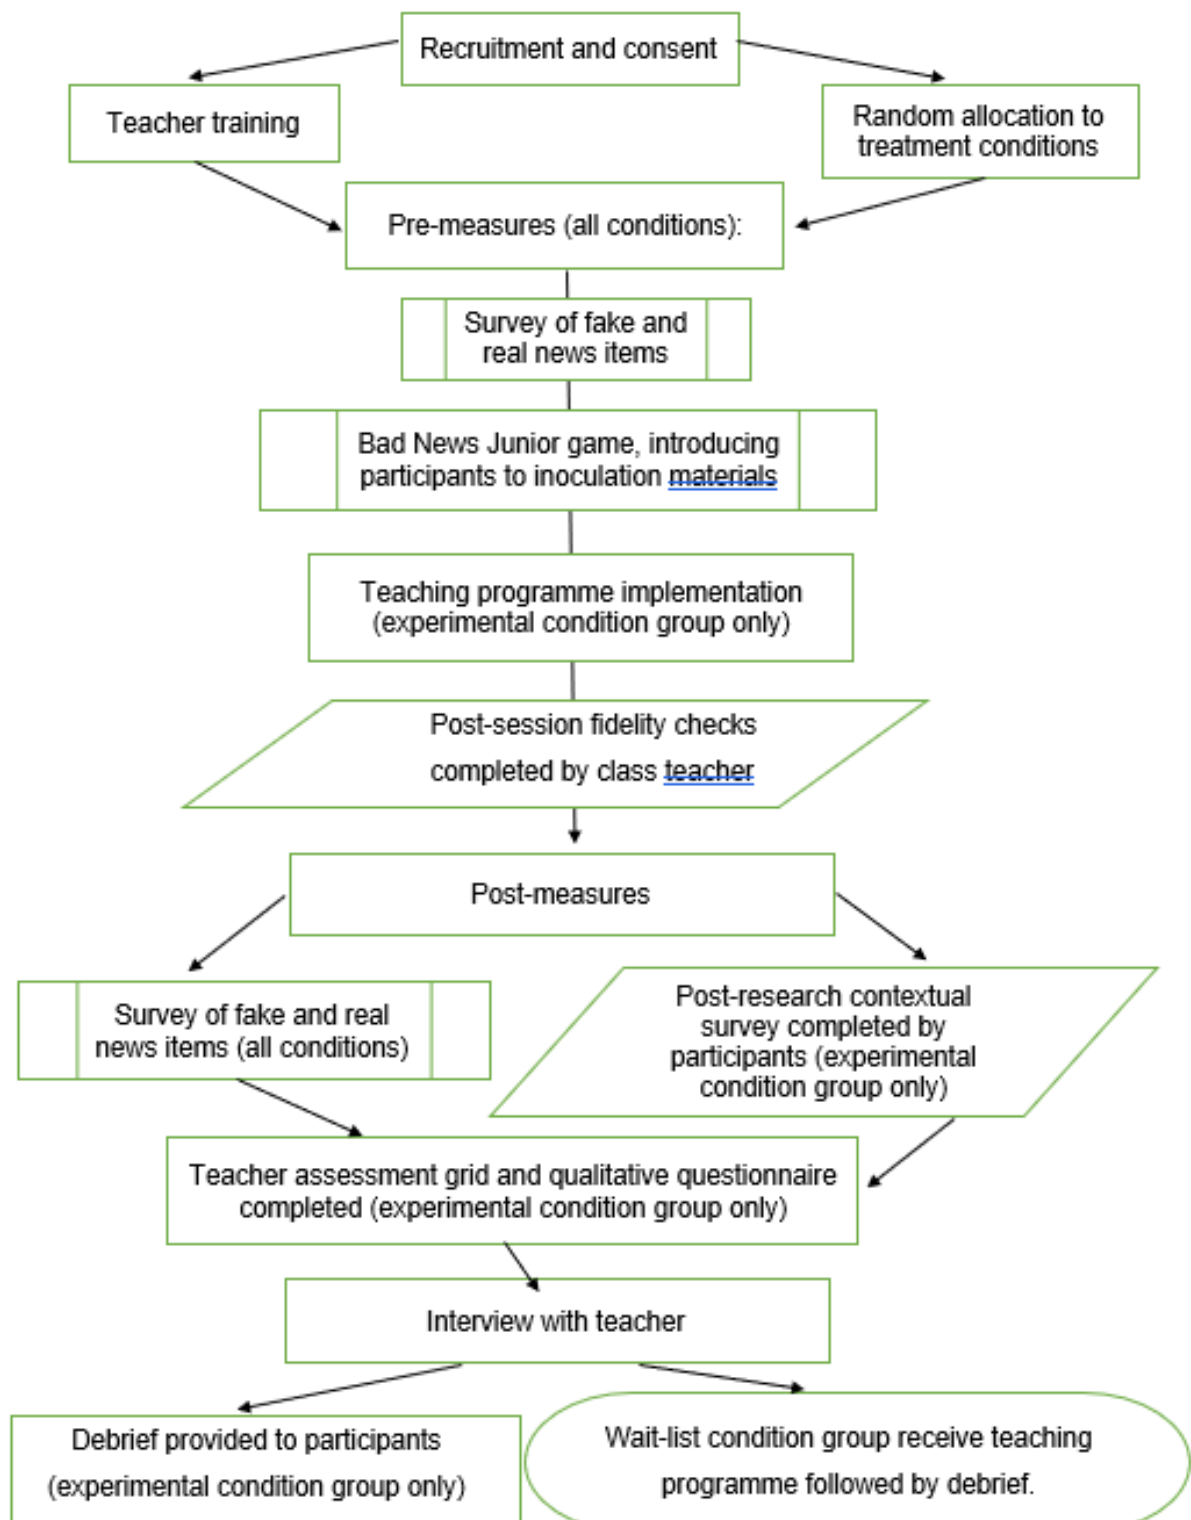 Recruitment and consent
Teacher training
Random allocation to
treatment conditions
Pre-measures (all conditions):
Survey of fake and
real news items
Bad News Junior game, introducing
participants to inoculation materials
Teaching programme implementation
(experimental condition group only)
Post-session fidelity checks
completed by class teacher
Post-measures
Survey of fake and real
news items (all conditions)
Post-research contextual
survey completed by
participants (experimental
condition group only)
Teacher assessment grid and qualitative questionnaire
completed (experimental condition group only)
Interview with teacher
Debrief provided to participants
(experimental condition group only)
Wait-list condition group receive teaching
programme followed by debrief.